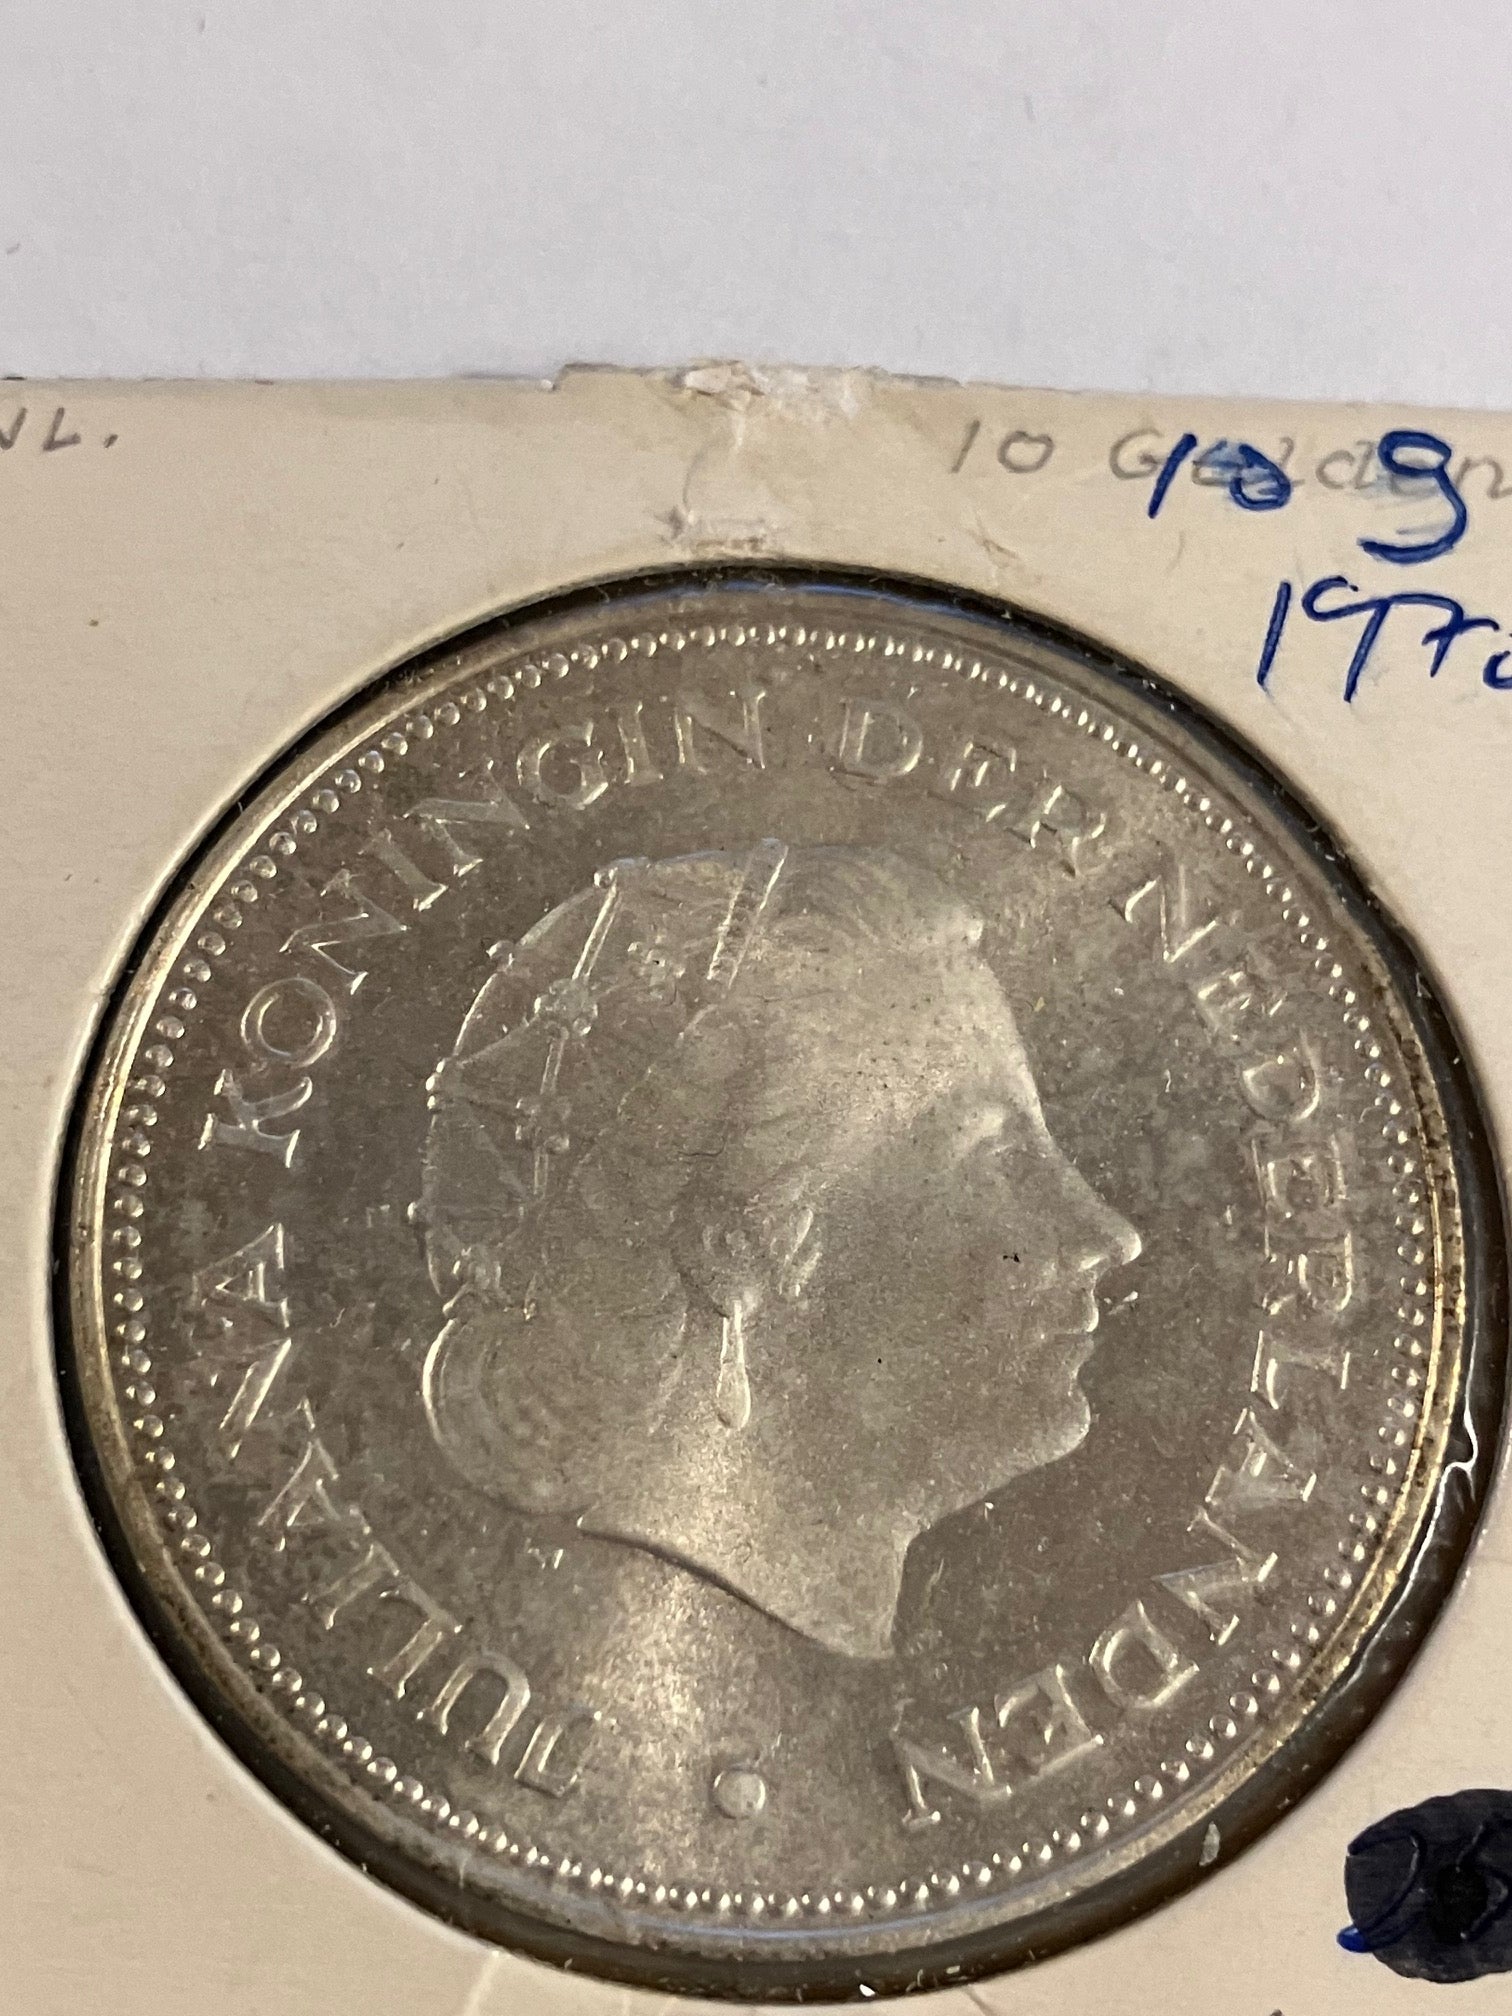 NL.
10 Gulden
10 g
1970
JULIANA KONINGIN DER NEDERLANDEN